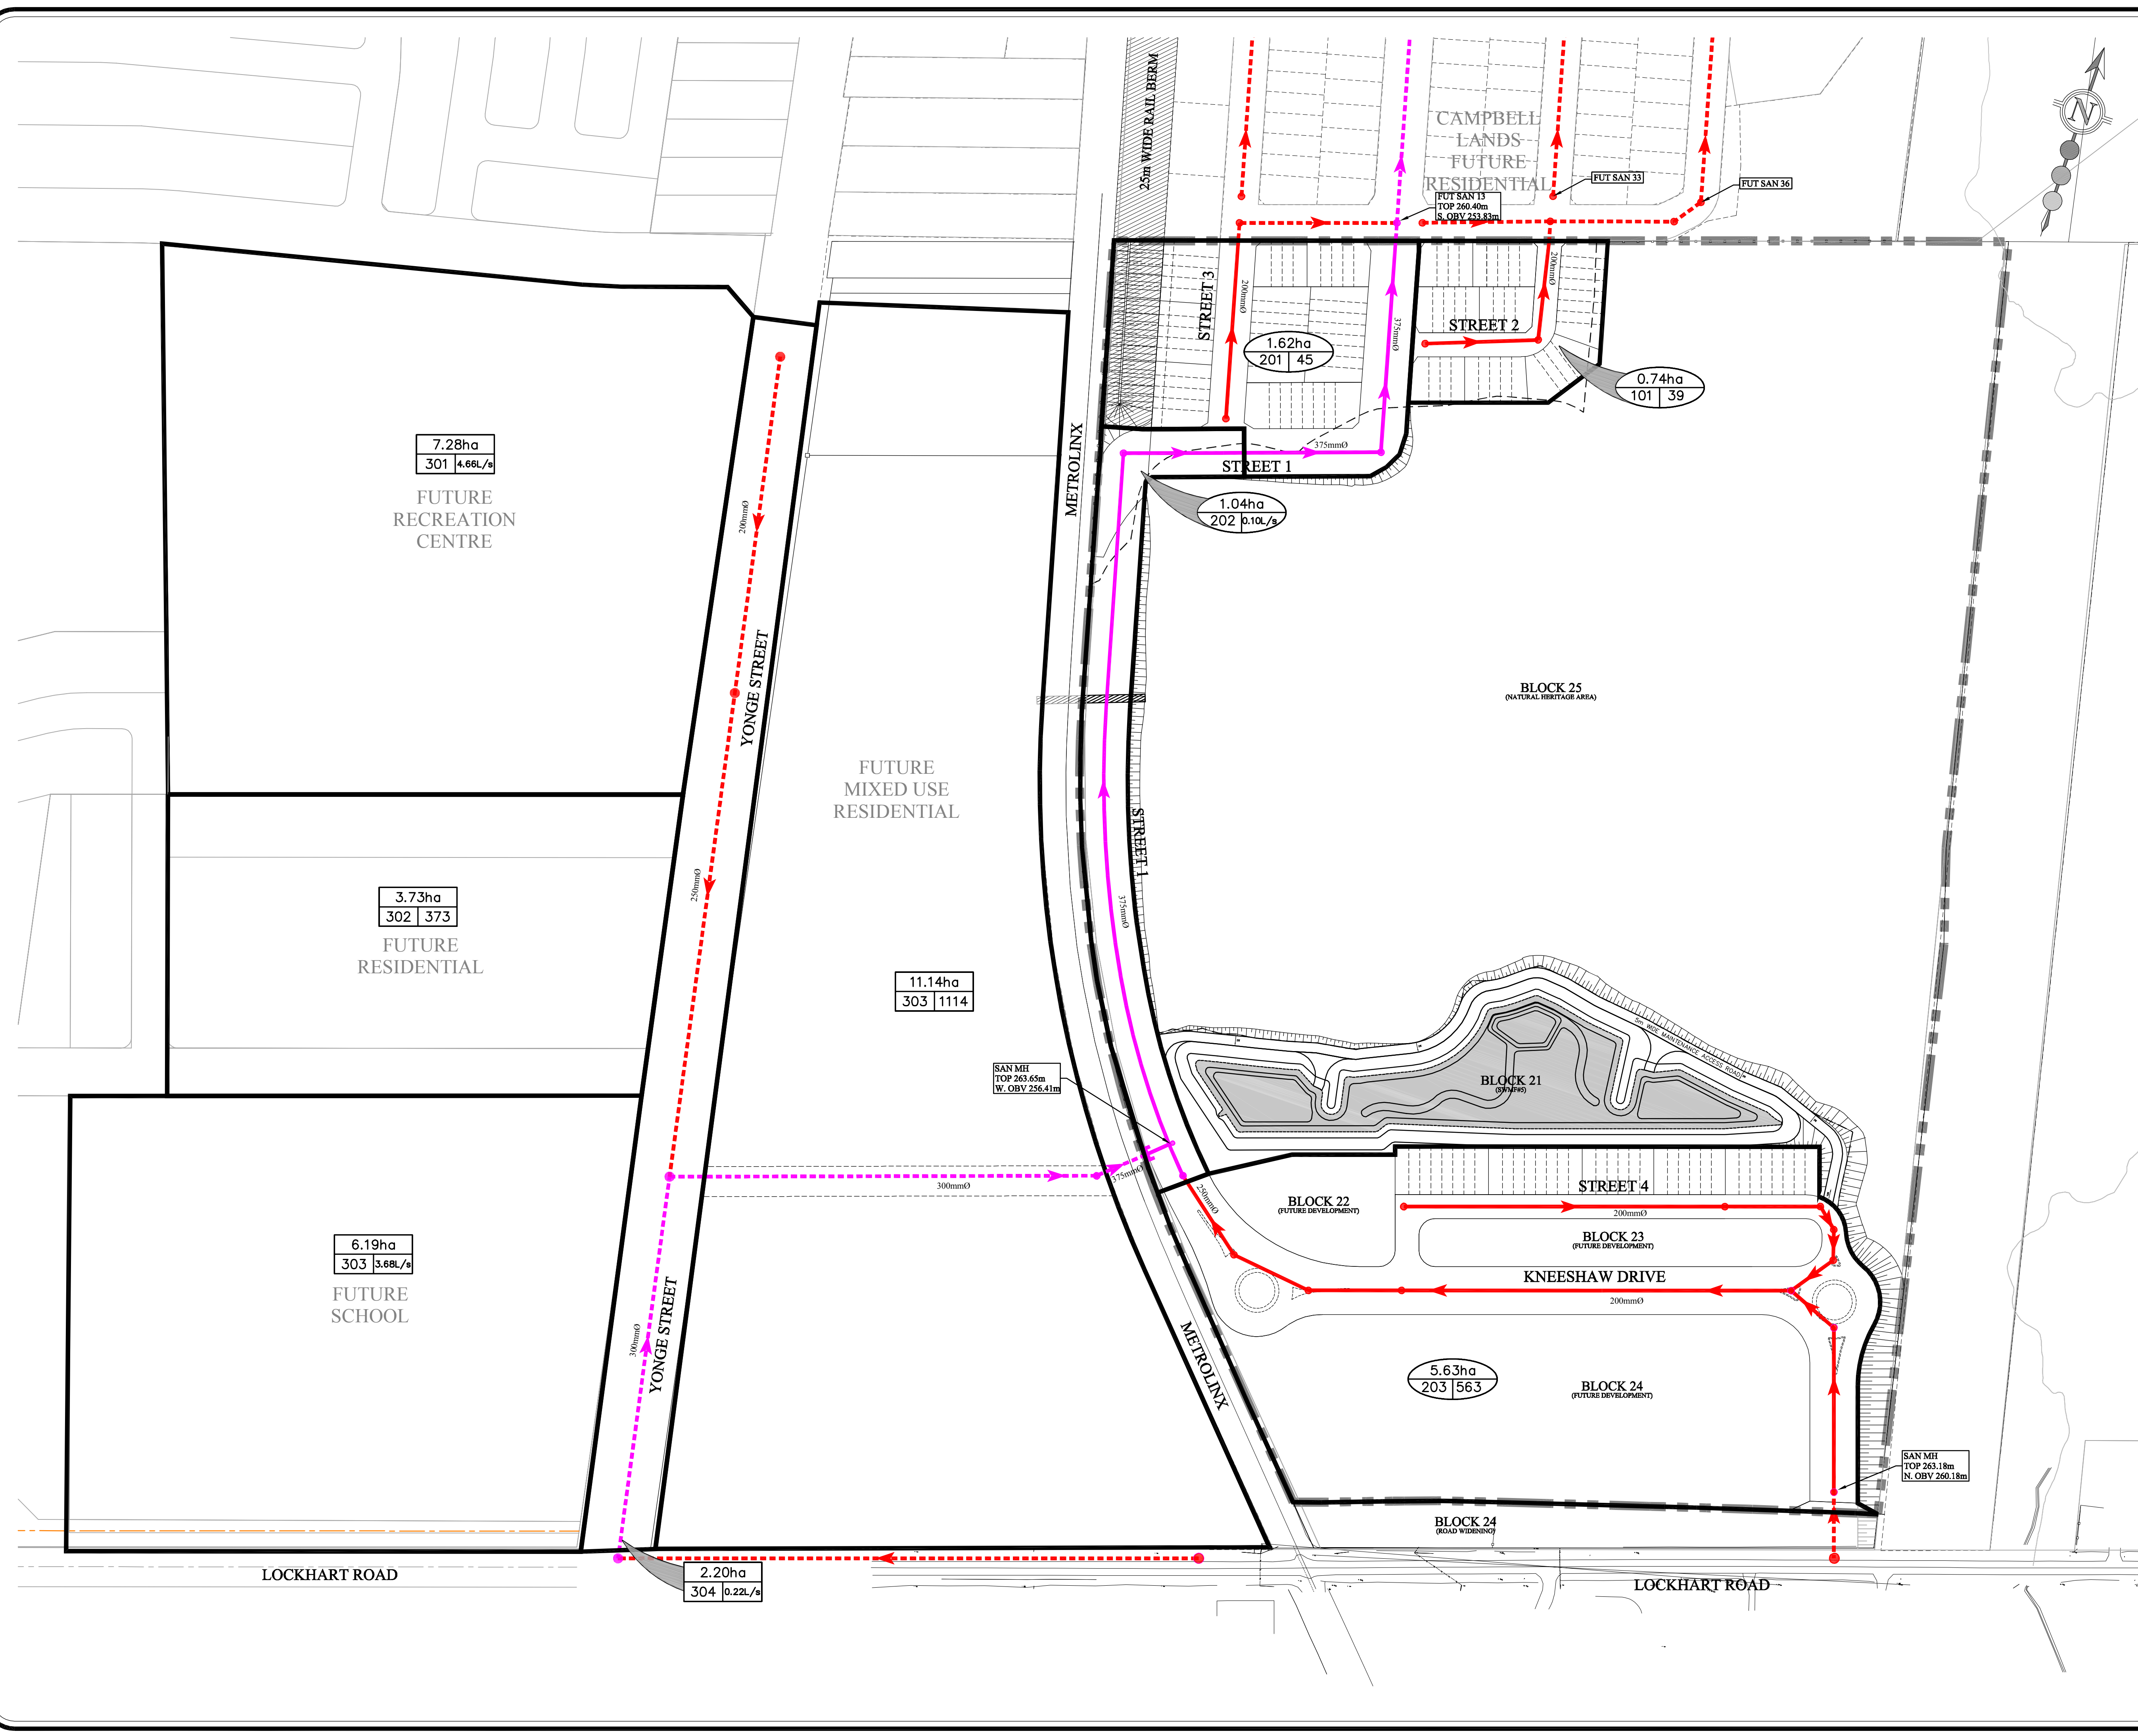 25m WIDE RAIL BERM
CAMPBELL
LANDS
FUTURE
RESIDENTIAL
N
FUT SAN 33
FUT SAN 36
FUT SAN 13
TOP 260.40m
S. OBV 253.83m
STREET 3
200mmØ
1.62ha
201 45
375mmØ
STREET 2
200mmØ
0.74ha
101 39
METROLINX
375mmØ
STREET 1
1.04ha
202 0.10L/s
7.28ha
301 4.66L/s
FUTURE
RECREATION
CENTRE
200mmØ
YONGE STREET
BLOCK 25
(NATURAL HERITAGE AREA)
FUTURE
MIXED USE
RESIDENTIAL
STREET 1
375mmØ
250mmØ
3.73ha
302 373
FUTURE
RESIDENTIAL
11.14ha
303 1114
SAN MH
TOP 263.65m
W. OBV 256.41m
5m WIDE MAINTENANCE ACCESS ROAD
BLOCK 21
(SWMF#5)
300mmØ
375mmØ
250mmØ
BLOCK 22
(FUTURE DEVELOPMENT)
STREET 4
200mmØ
BLOCK 23
(FUTURE DEVELOPMENT)
KNEESHAW DRIVE
200mmØ
6.19ha
303 3.68L/s
FUTURE
SCHOOL
300mmØ
YONGE STREET
METROLINX
5.63ha
203 563
BLOCK 24
(FUTURE DEVELOPMENT)
SAN MH
TOP 263.18m
N. OBV 260.18m
BLOCK 24
(ROAD WIDENING)
LOCKHART ROAD
2.20ha
304 0.22L/s
LOCKHART ROAD